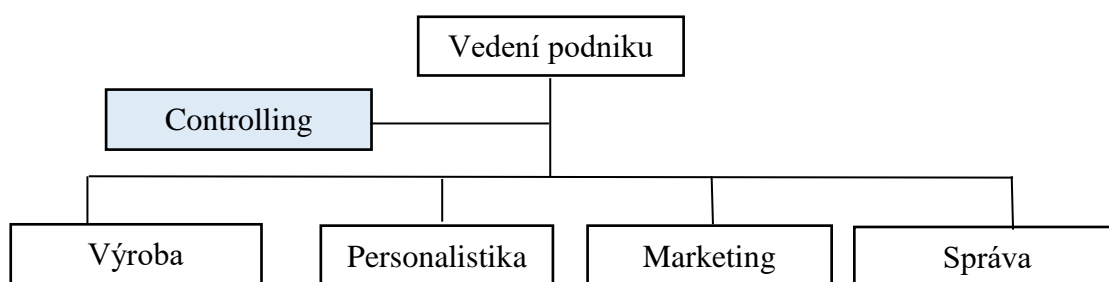 Vedení podniku
Controlling
Výroba
Personalistika
Marketing
Správa